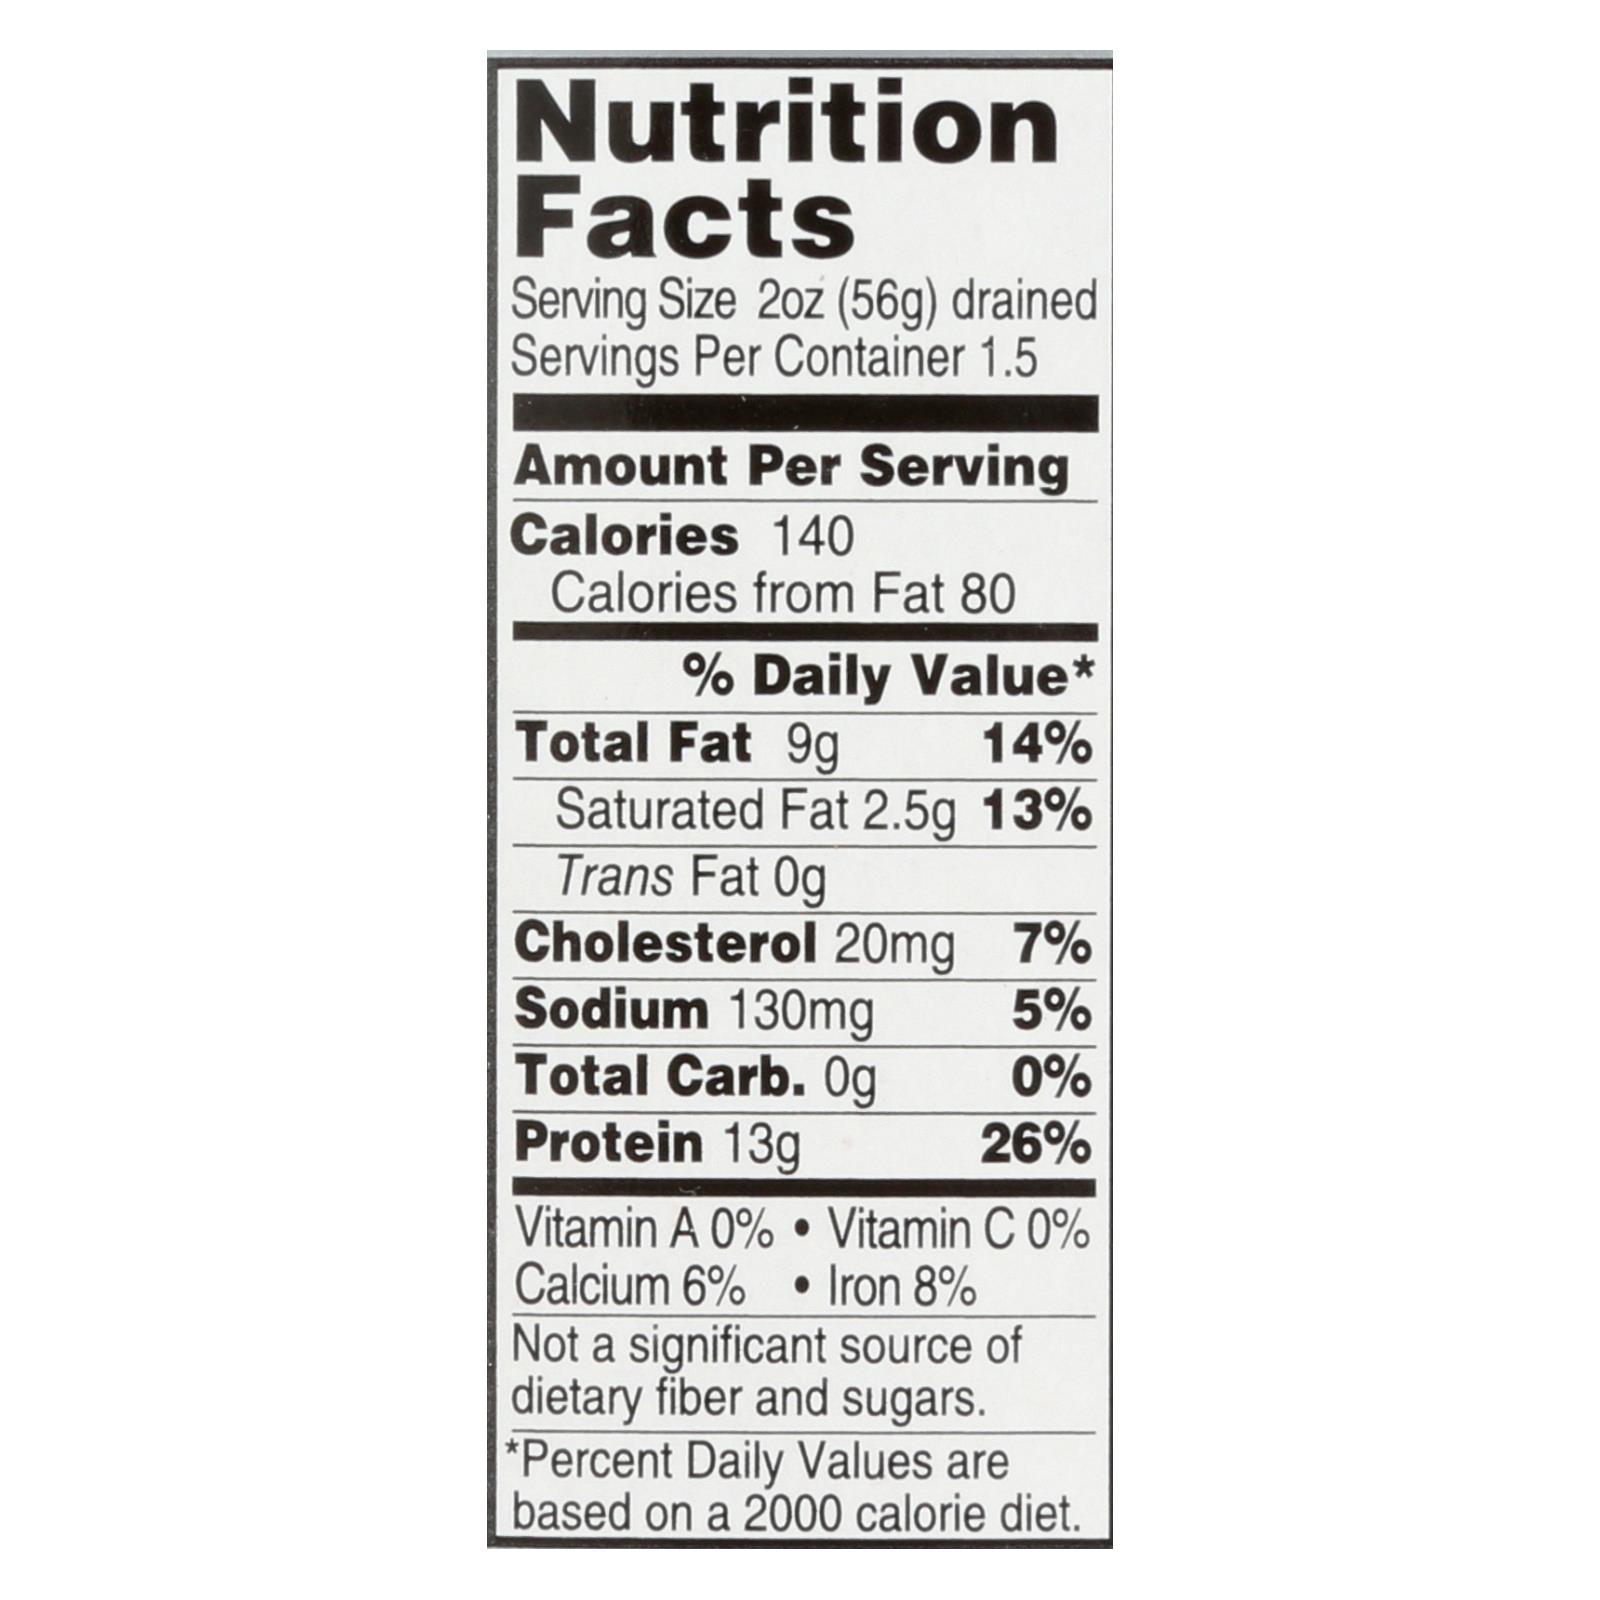 Nutrition
Facts
Serving Size 2oz (56g) drained
Servings Per Container 1.5
Amount Per Serving
Calories 140
Calories from Fat 80
% Daily Value*
Total Fat 9g 14%
Saturated Fat 2.5g 13%
Trans Fat 0g
Cholesterol 20mg 7%
Sodium 130mg 5%
Total Carb. 0g 0%
Protein 13g 26%
Vitamin A 0% • Vitamin C 0%
Calcium 6% • Iron 8%
Not a significant source of
dietary fiber and sugars.
*Percent Daily Values are
based on a 2000 calorie diet.